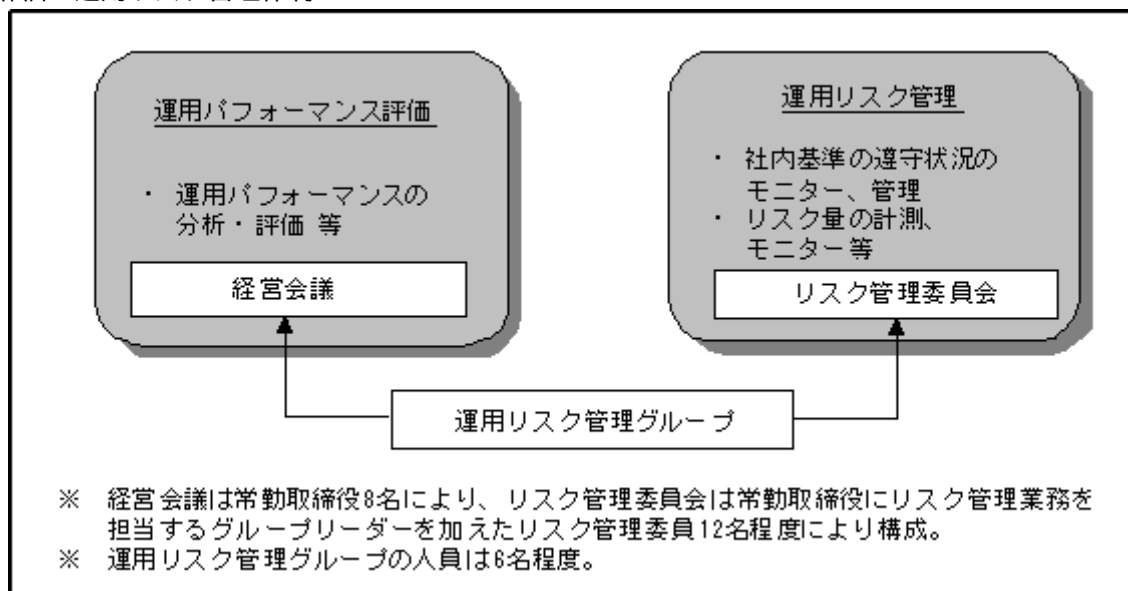 運用パフォーマンス評価
・ 運用パフォーマンスの
分析・評価 等
経営会議
運用リスク管理
・ 社内基準の遵守状況の
モニター、管理
・ リスク量の計測、
モニター等
リスク管理委員会
運用リスク管理グループ
※ 経営会議は常勤取締役8名により、リスク管理委員会は常勤取締役にリスク管理業務を
担当するグループリーダーを加えたリスク管理委員12名程度により構成。
※ 運用リスク管理グループの人員は6名程度。